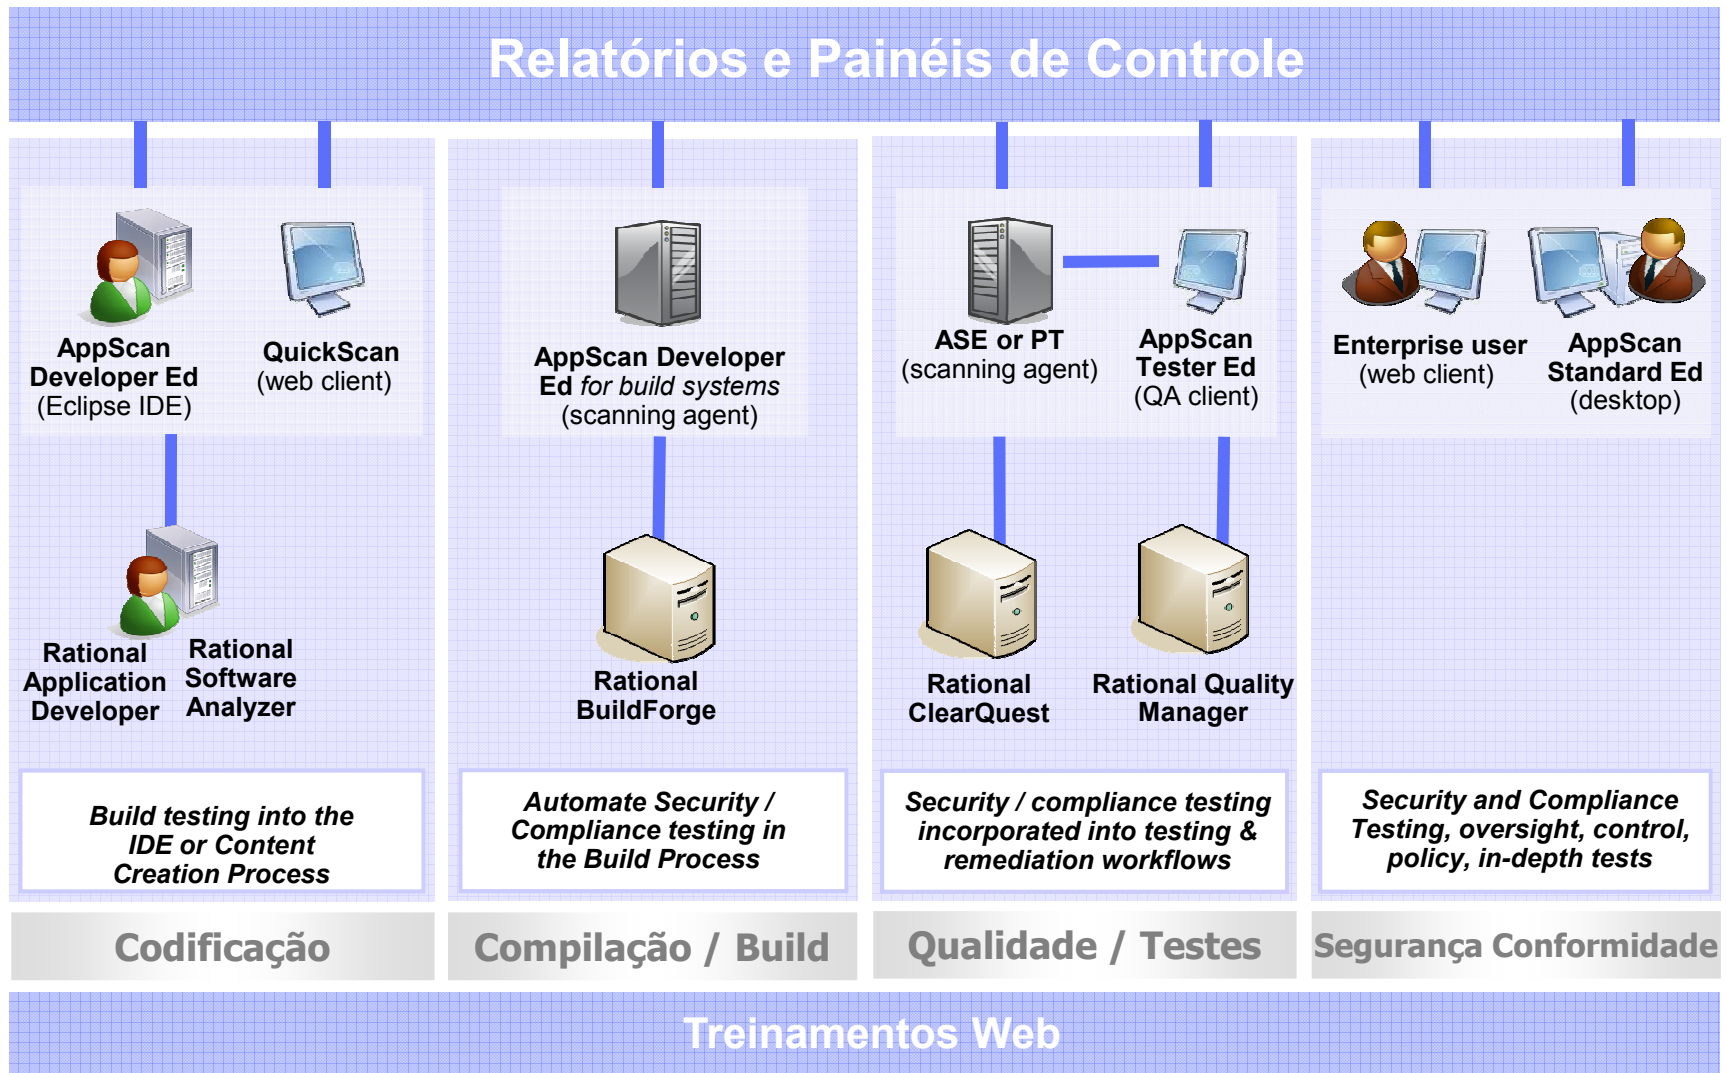 Relatórios e Painéis de Controle
AppScan
Developer Ed
(Eclipse IDE)
QuickScan
(web client)
Rational
Application
Developer
Rational
Software
Analyzer
Build testing into the
IDE or Content
Creation Process
Codificação
AppScan Developer
Ed for build systems
(scanning agent)
Rational
BuildForge
Automate Security /
Compliance testing in
the Build Process
Compilação / Build
ASE or PT
(scanning agent)
AppScan
Tester Ed
(QA client)
Rational
ClearQuest
Rational Quality
Manager
Security / compliance testing
incorporated into testing &
remediation workflows
Qualidade / Testes
Enterprise user
(web client)
AppScan
Standard Ed
(desktop)
Security and Compliance
Testing, oversight, control,
policy, in-depth tests
Segurança Conformidade
Treinamentos Web